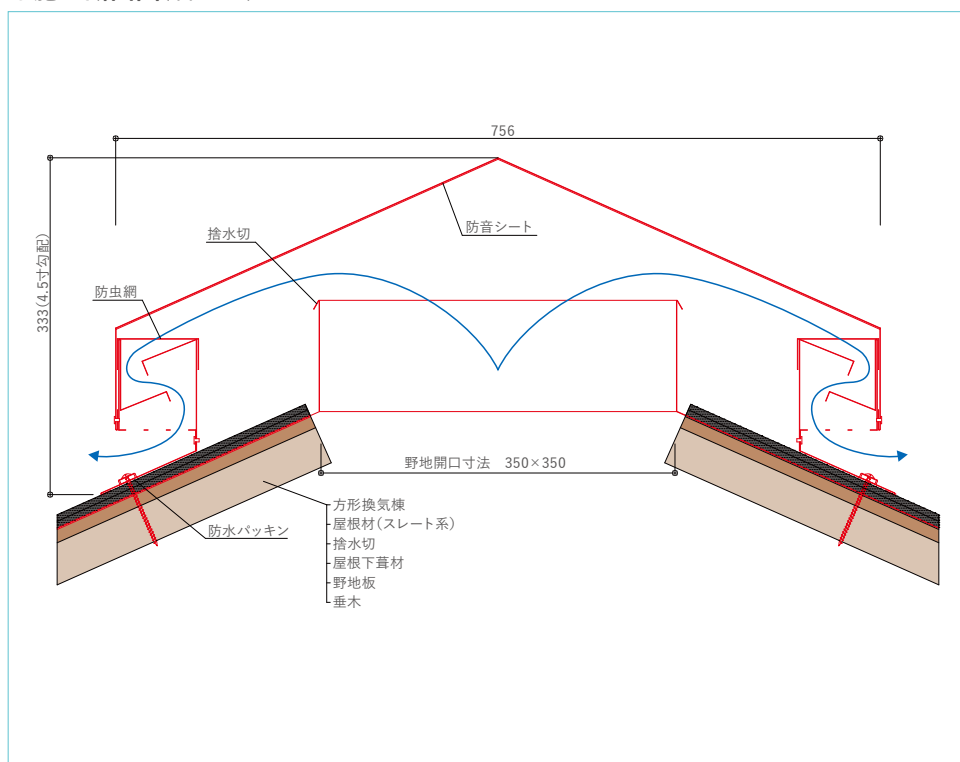 756
防音シート
捨水切
333(4.5寸勾配)
防虫網
野地開口寸法 350×350
防水パッキン
方形換気棟
屋根材(スレート系)
捨水切
屋根下葺材
野地板
垂木